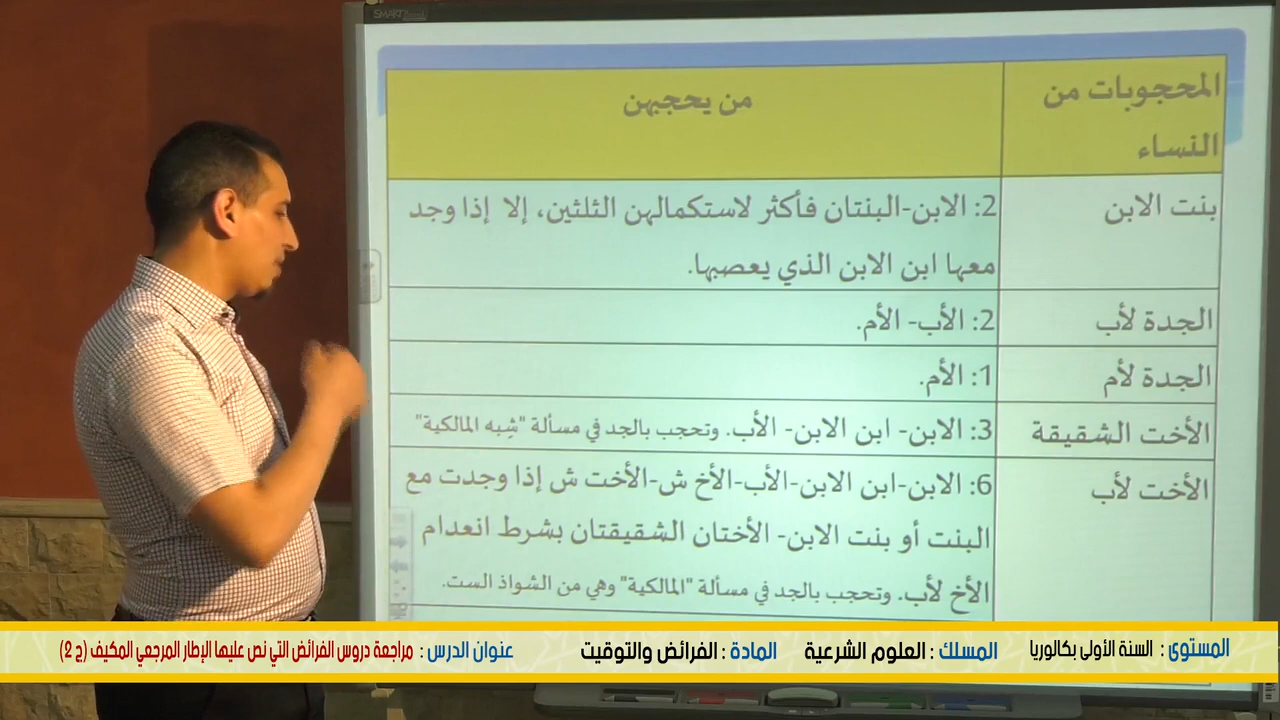 SMART
المحجوبات من
النساء
من يحجبهن
بنت الابن
2: الابن-البنتان فأكثر لاستكمالهن الثلثين، إلا إذا وجد
معها ابن الابن الذي يعصبها.
الجدة لأب
2: الأب- الأم.
الجدة لأم
1: الأم.
الأخت الشقيقة
3: الابن- ابن الابن- الأب. وتحجب بالجد في مسألة "شِبه المالكية"
الأخت لأب
6: الابن-ابن الابن-الأب-الأخ ش-الأخت ش إذا وجدت مع
البنت أو بنت الابن- الأختان الشقيقتان بشرط انعدام
الأخ لأب. وتحجب بالجد في مسألة "المالكية" وهي من الشواذ الست.
المستوى : السنة الأولى بكالوريا المسلك : العلوم الشرعية المادة : الفرائض والتوقيت عنوان الدرس : مراجعة دروس الفرائض التي نص عليها الإطار المرجعي المكيف (ج 2)